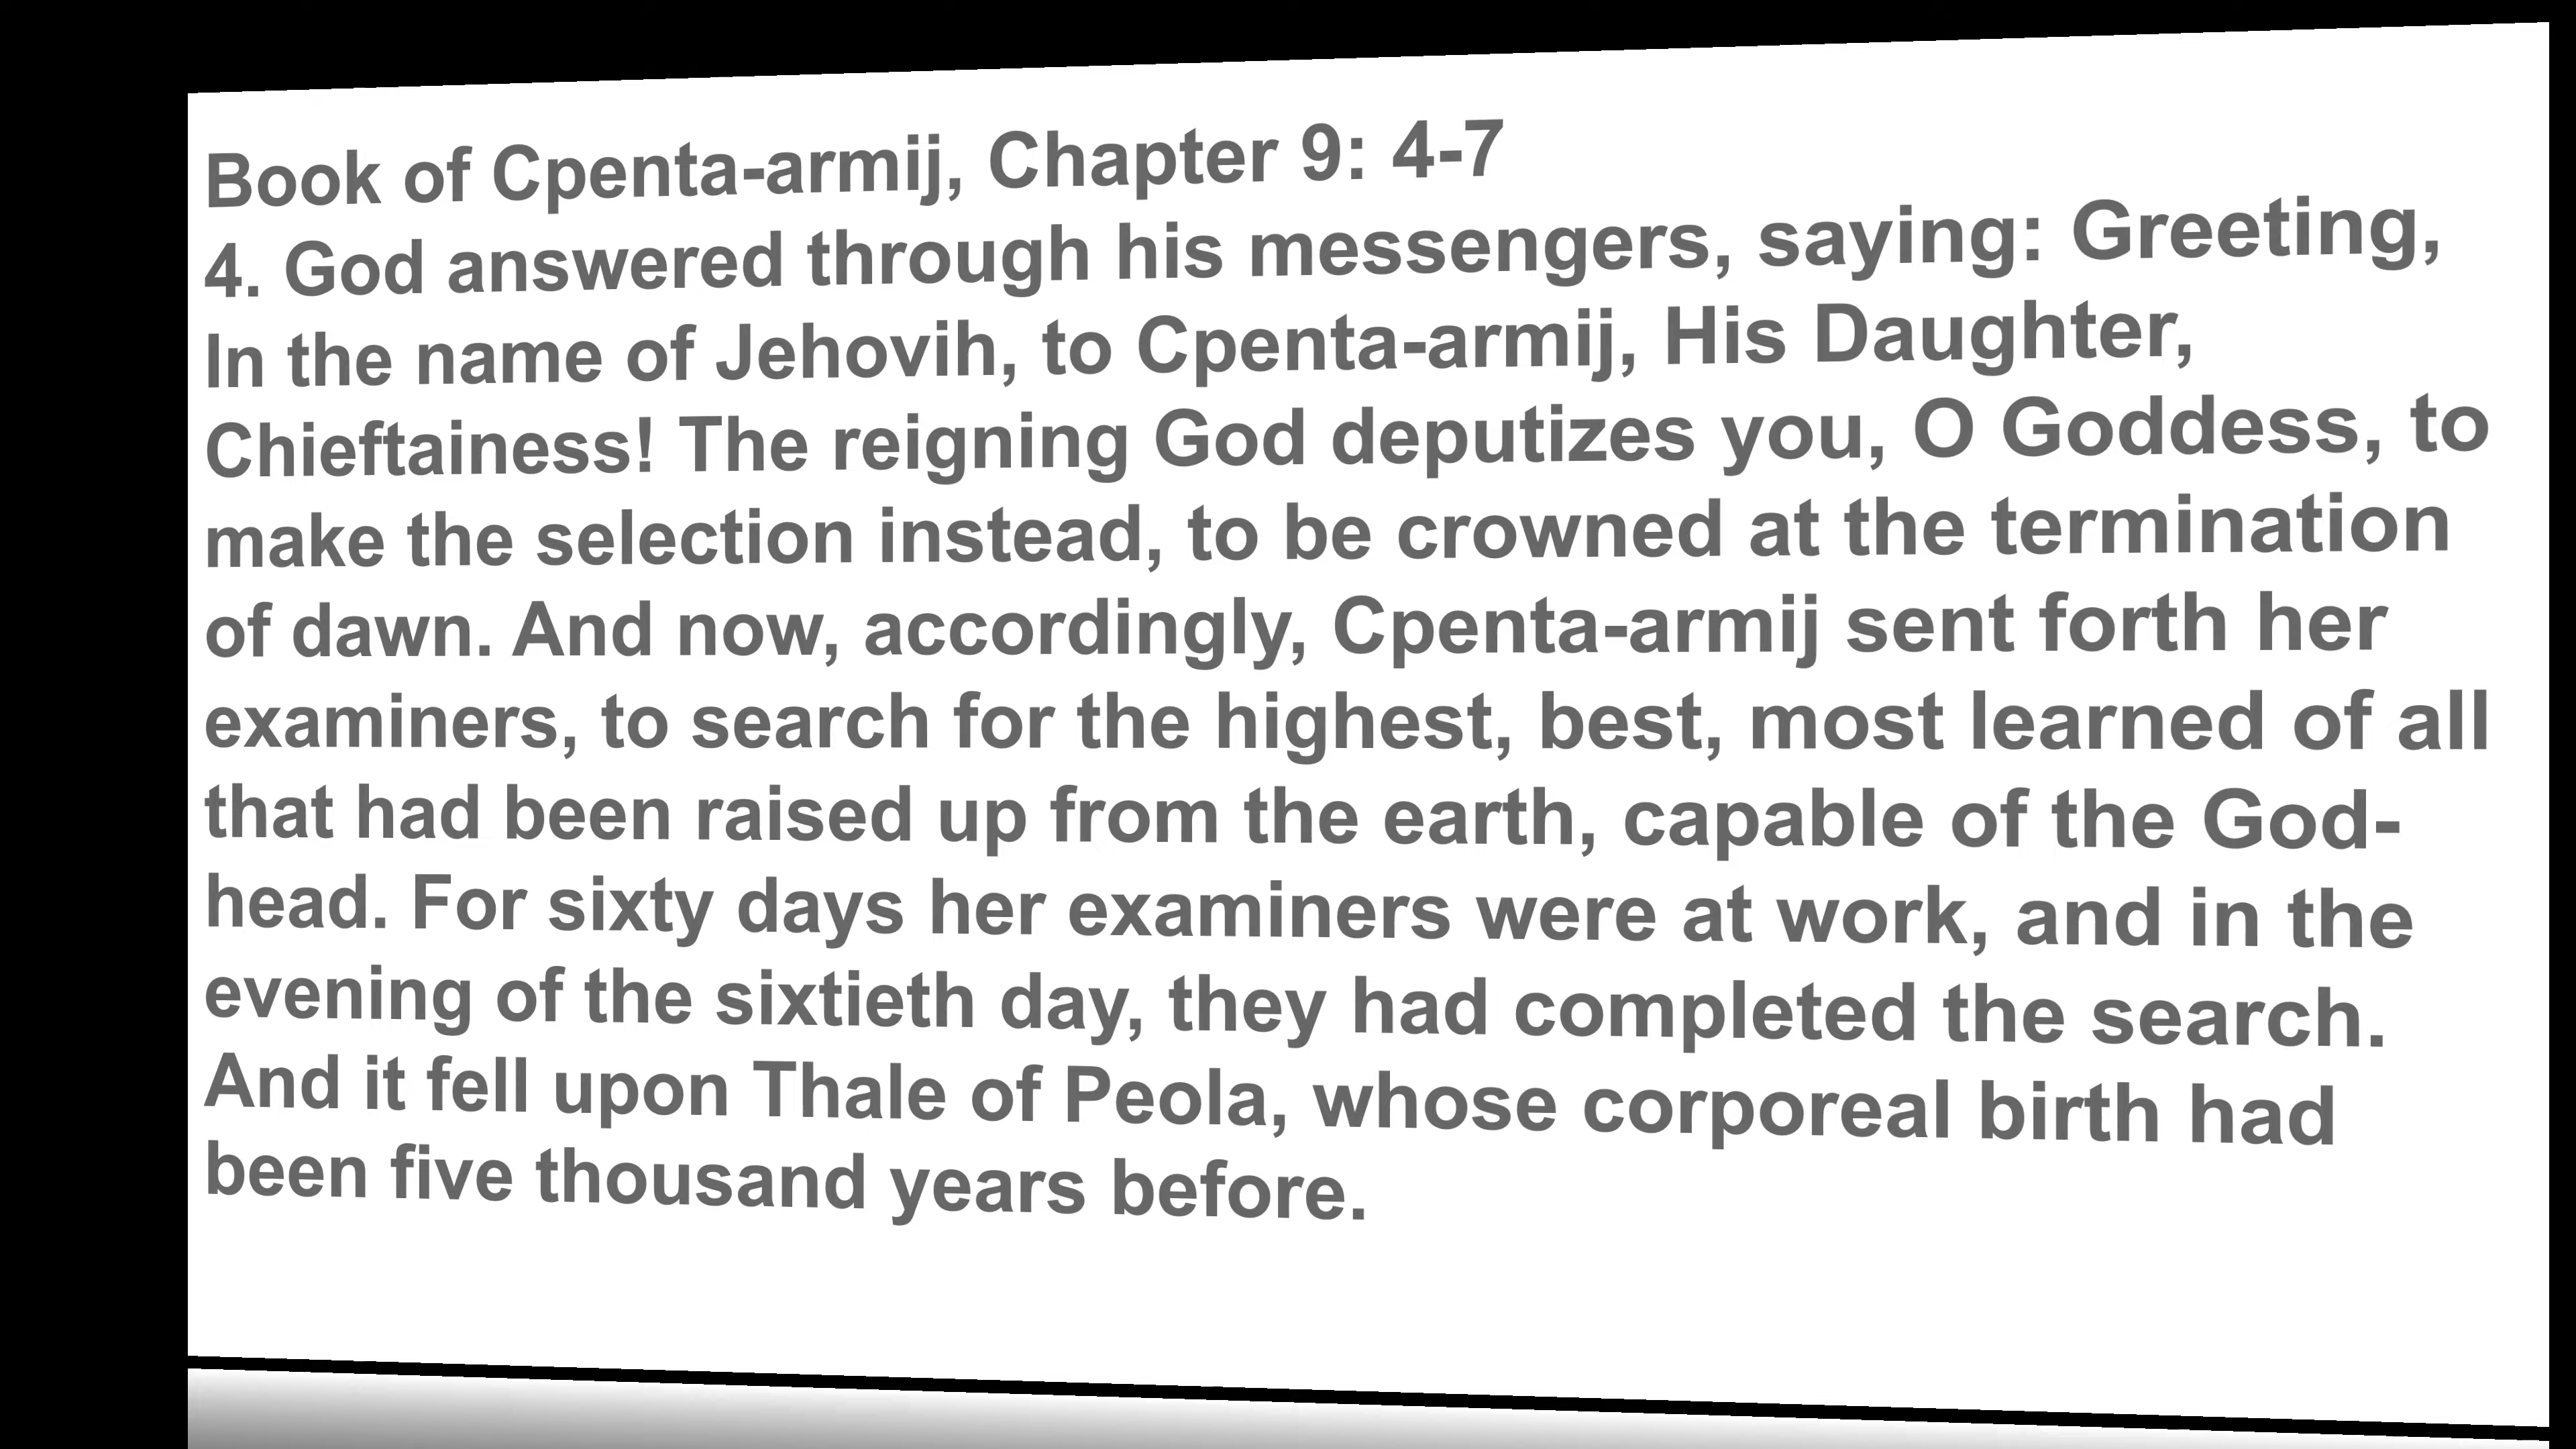 Book of Cpenta-armij, Chapter 9: 4-7
4. God answered through his messengers, saying: Greeting,
In the name of Jehovih, to Cpenta-armij, His Daughter,
Chieftainess! The reigning God deputizes you, O Goddess, to
make the selection instead, to be crowned at the termination
of dawn. And now, accordingly, Cpenta-armij sent forth her
examiners, to search for the highest, best, most learned of all
that had been raised up from the earth, capable of the God-
head. For sixty days her examiners were at work, and in the
evening of the sixtieth day, they had completed the search.
And it fell upon Thale of Peola, whose corporeal birth had
been five thousand years before.